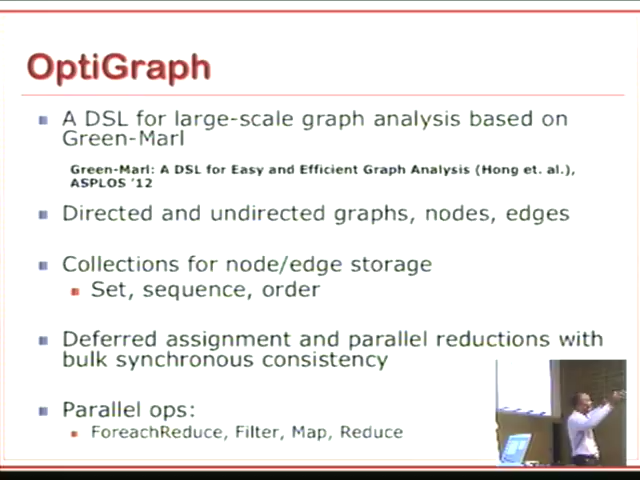 OptiGraph
A DSL for large-scale graph analysis based on
Green-Marl
Green-Marl: A DSL for Easy and Efficient Graph Analysis (Hong et. al.),
ASPLOS '12
Directed and undirected graphs, nodes, edges
Collections for node/edge storage
Set, sequence, order
Deferred assignment and parallel reductions with
bulk synchronous consistency
Parallel ops:
ForeachReduce, Filter, Map, Reduce